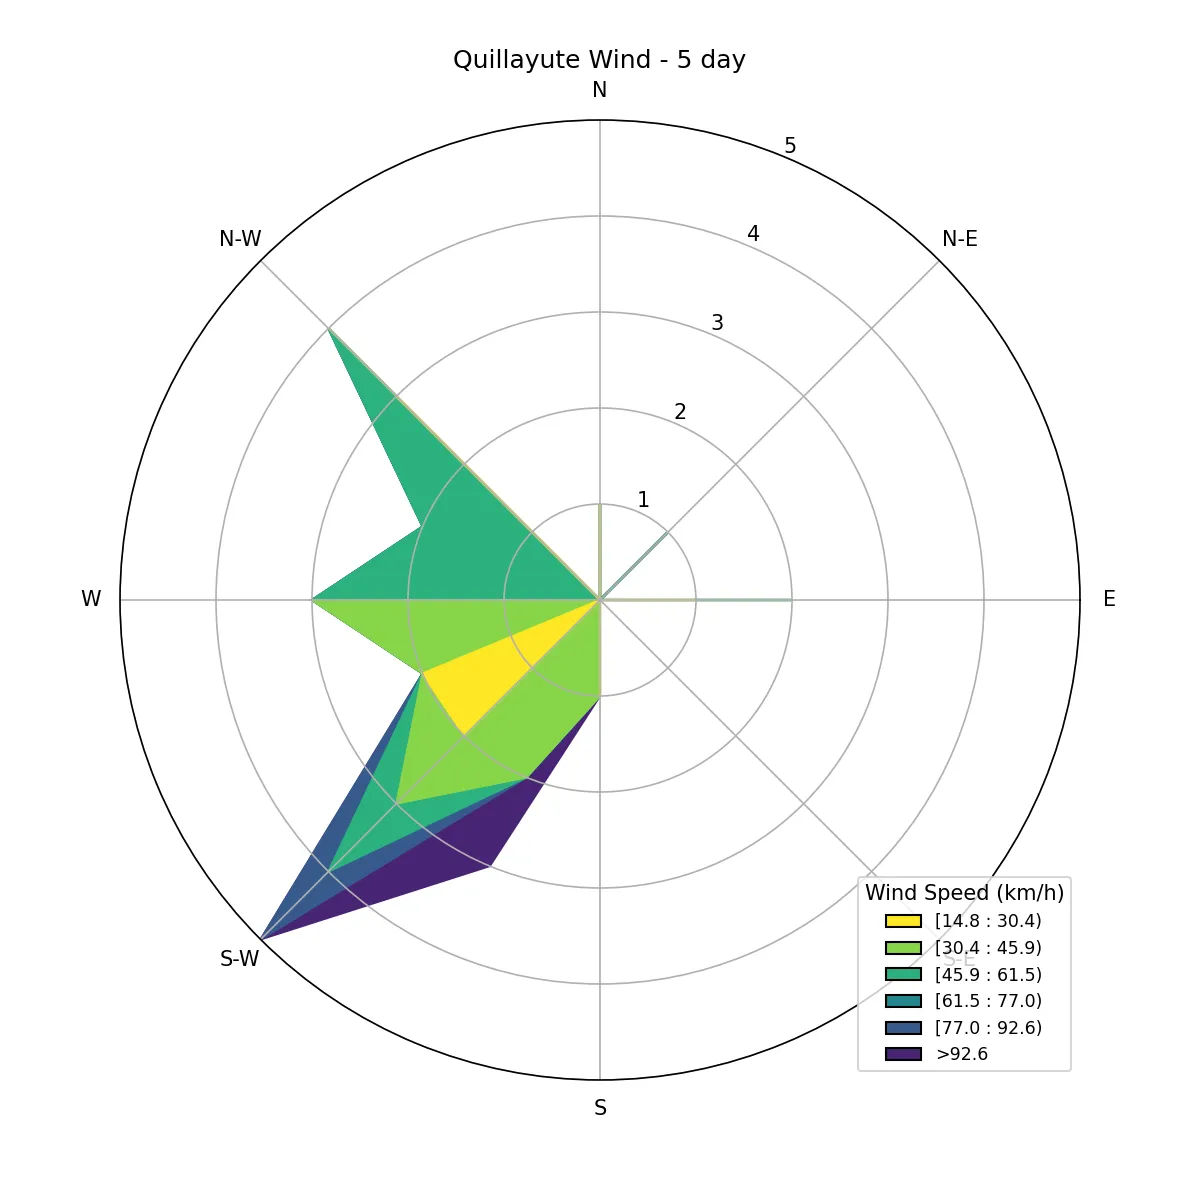 Quillayute Wind - 5 day
N
5
N-W
4
N-E
3
2
1
W
E
S-W
S-E
S
Wind Speed (km/h)
[14.8 : 30.4)
[30.4 : 45.9)
[45.9 : 61.5)
[61.5 : 77.0)
[77.0 : 92.6)
>92.6